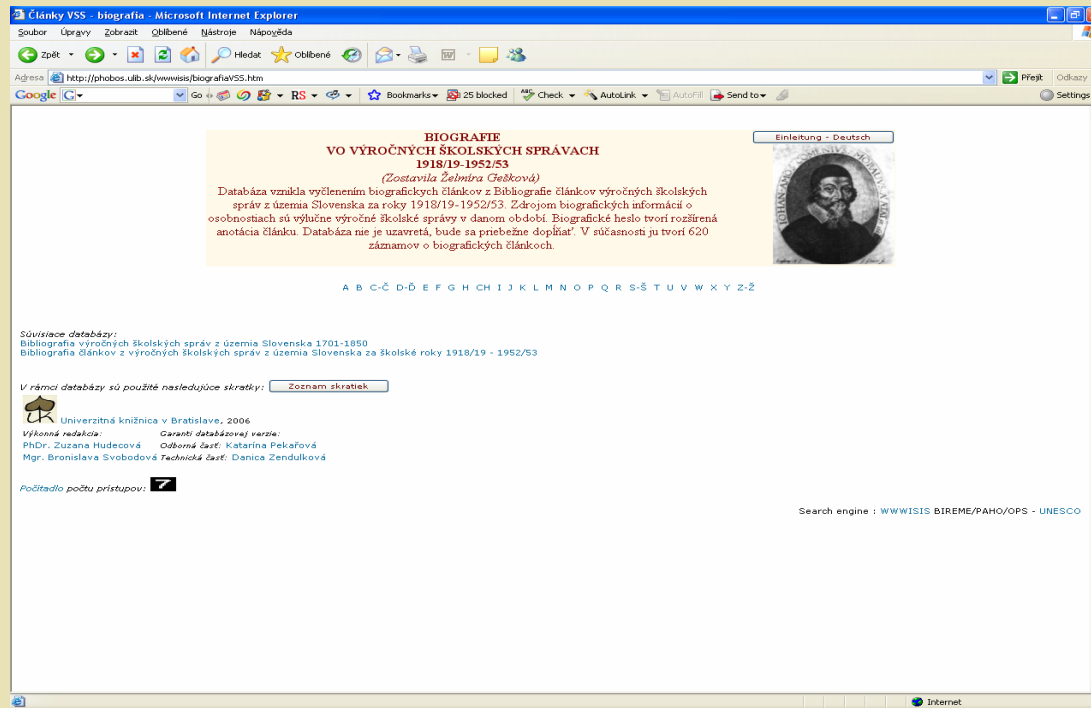 Články VSS - biografia - Microsoft Internet Explorer
Soubor Úpravy Zobrazit Oblíbené Nástroje Nápověda
Zpět Hledat Oblíbené
Adresa http://phobos.ulib.sk/wwwisis/biografiaVSS.htm Přejít Odkazy
Google G Go RS Bookmarks 25 blocked Check AutoLink AutoFill Send to Settings
BIOGRAFIE
VO VÝROČNÝCH ŠKOLSKÝCH SPRÁVACH
1918/19-1952/53
(Zostavila Želmíra Gešková)
Databáza vznikla vyčlenením biografickych článkov z Bibliografie článkov výročných školských
správ z územia Slovenska za roky 1918/19-1952/53. Zdrojom biografických informácií o
osobnostiach sú výlučne výročné školské správy v danom období. Biografické heslo tvorí rozšírená
anotácia článku. Databáza nie je uzavretá, bude sa priebežne dopĺňať. V súčasnosti ju tvorí 620
záznamov o biografických článkoch.
Einleitung - Deutsch
A B C-Č D-Ď E F G H CH I J K L M N O P Q R S-Š T U V W X Y Z-Ž
Súvisiace databázy:
Bibliografia výročných školských správ z územia Slovenska 1701-1850
Bibliografia článkov z výročných školských správ z územia Slovenska za školské roky 1918/19 - 1952/53
V rámci databázy sú použité nasledujúce skratky: Zoznam skratiek
UK Univerzitná knižnica v Bratislave, 2006
Výkonná redakcia: Garanti databázovej verzie:
PhDr. Zuzana Hudecová Odborná časť: Katarína Pekařová
Mgr. Bronislava Svobodová Technická časť: Danica Zendulková
Počítadlo počtu prístupov: 7
Search engine : WWWISIS BIREME/PAHO/OPS - UNESCO
Internet